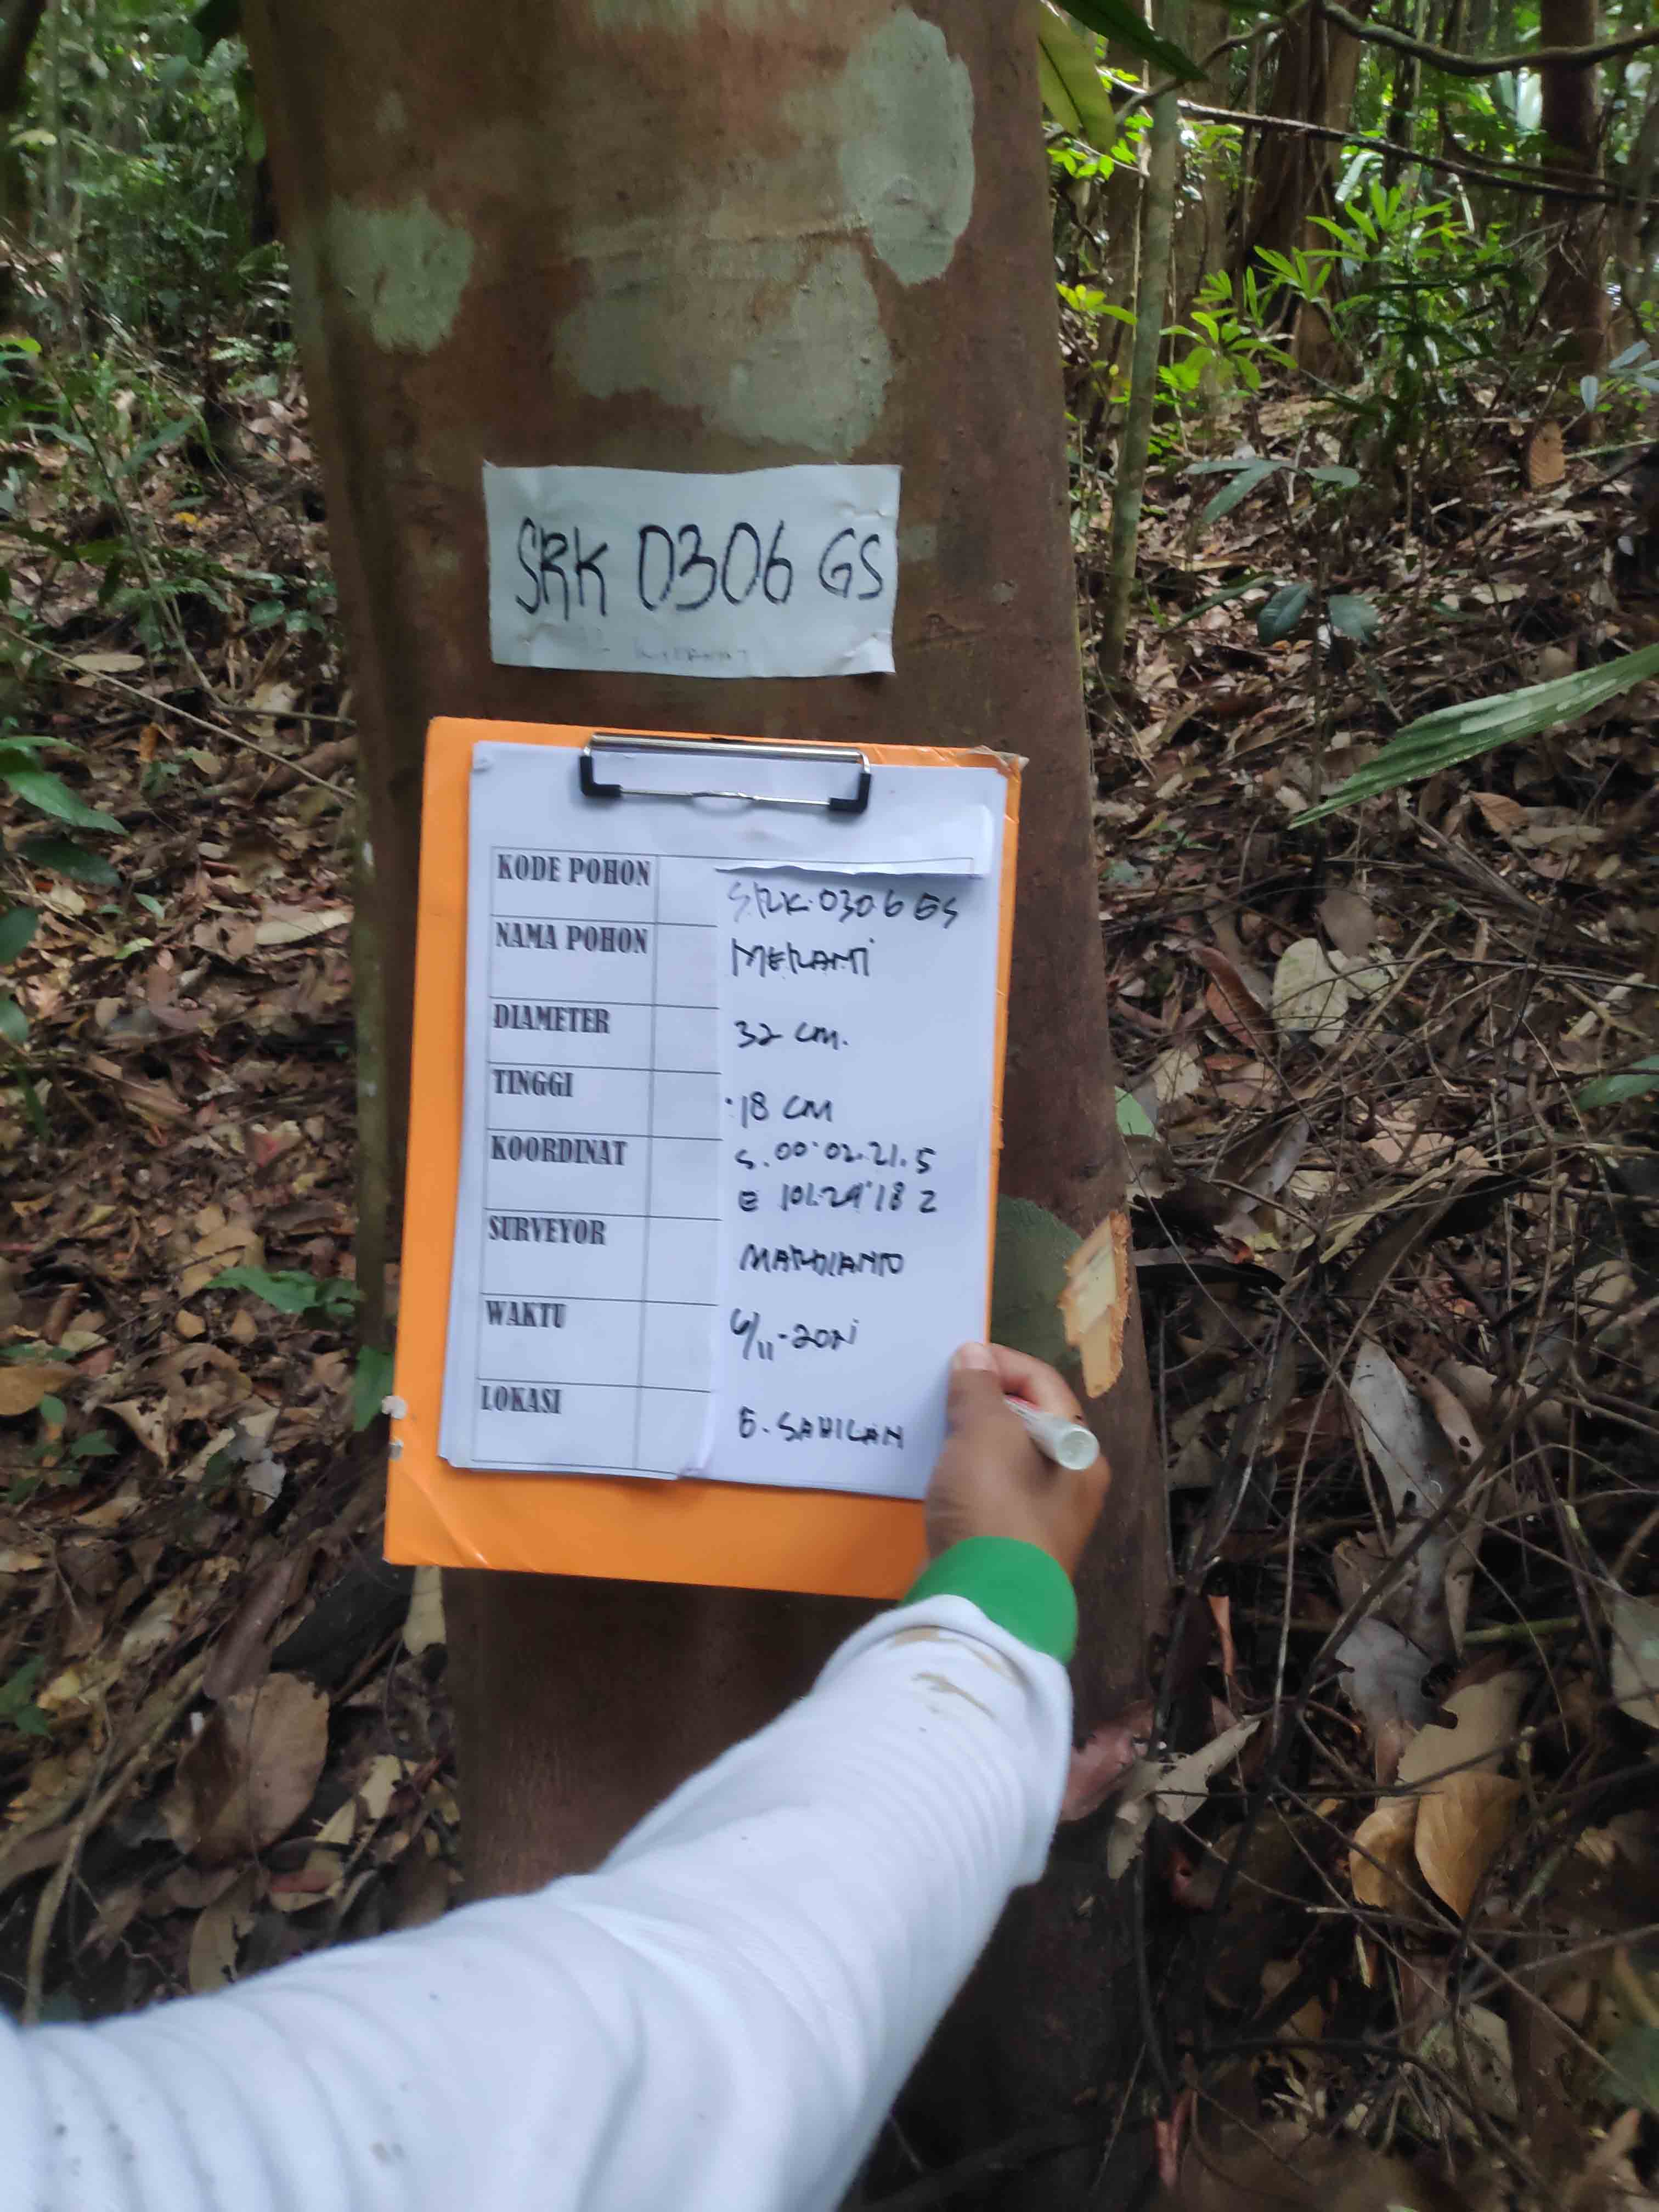 SRK 0306 GS
KODE POHON SRK.0306 GS
NAMA POHON MERANTI
DIAMETER 32 cm.
TINGGI 18 CM
KOORDINAT S. 00°02.21.5
E 101.29'18 2
SURVEYOR MARDIANTO
WAKTU 6/11-2021
LOKASI G. SAHILAN